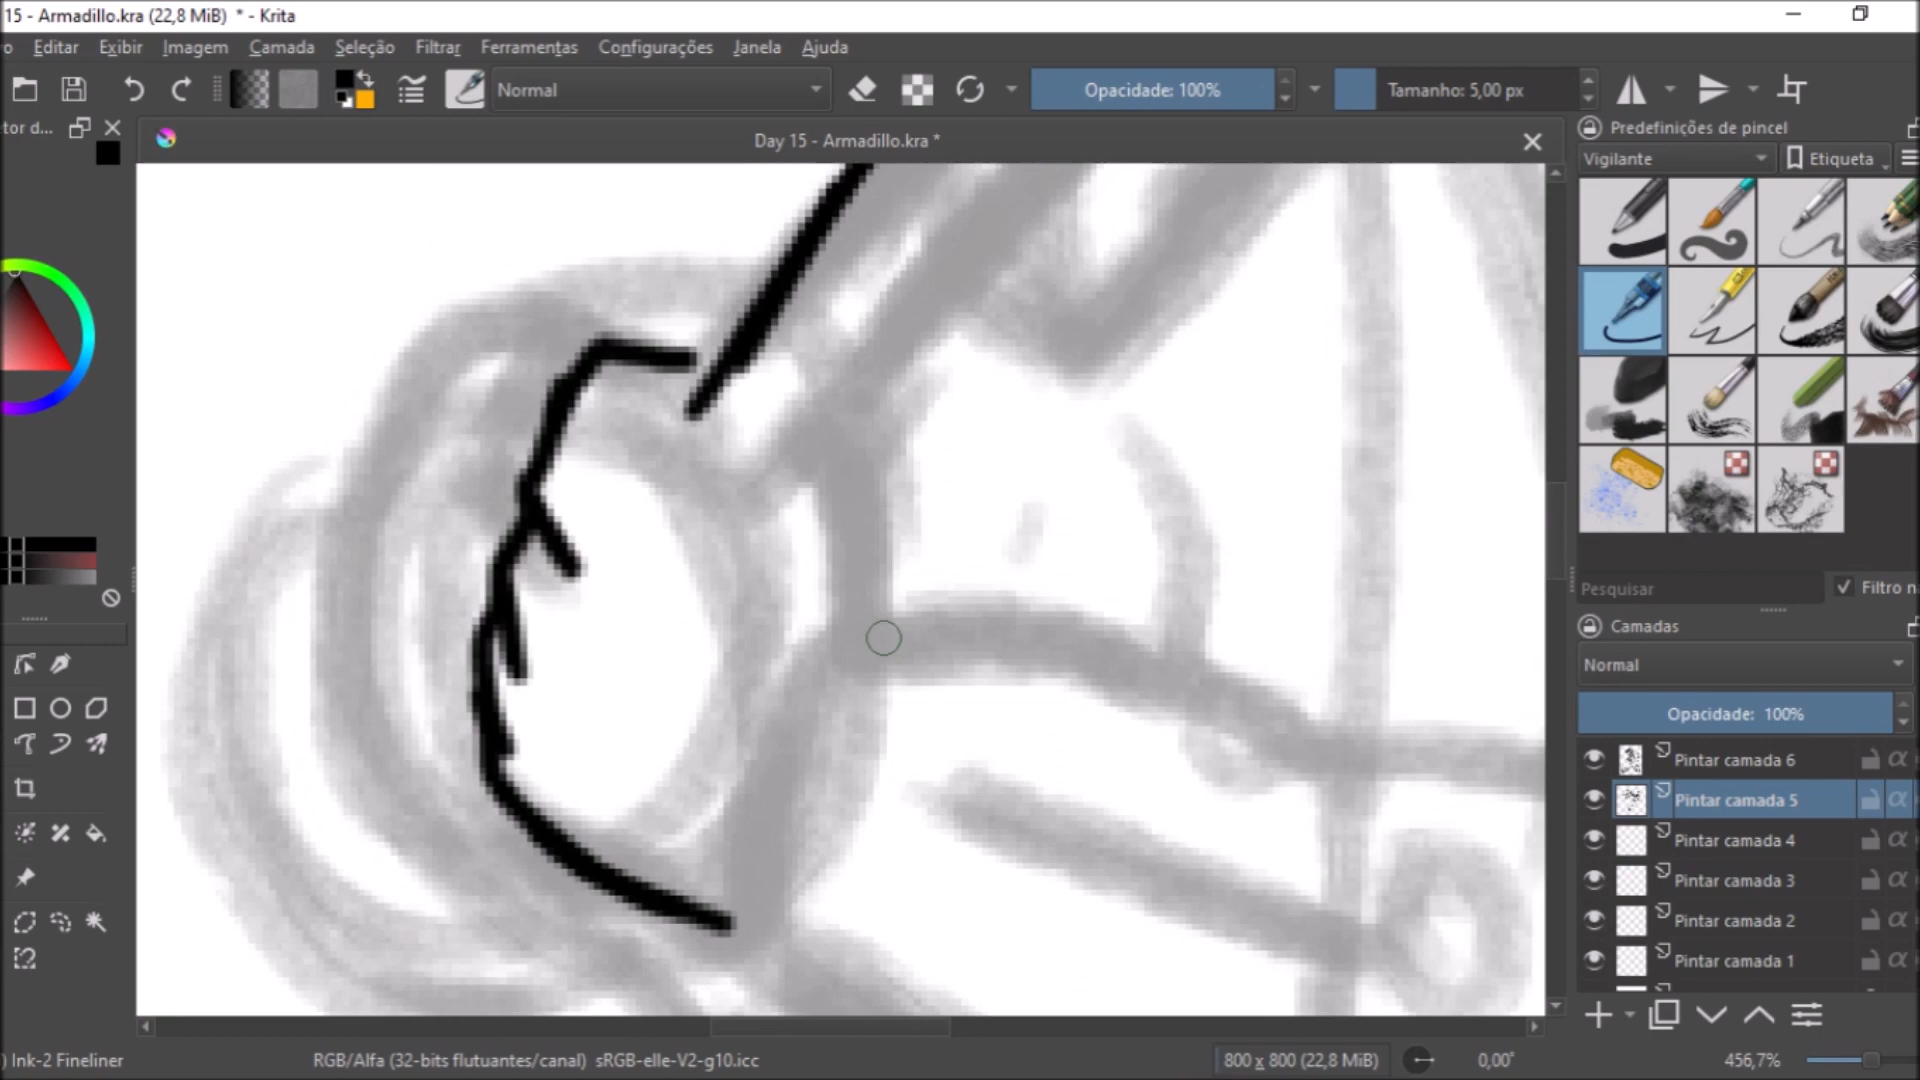 15 - Armadillo.kra (22,8 MiB) * - Krita
ro Editar Exibir Imagem Camada Seleção Filtrar Ferramentas Configurações Janela Ajuda
Normal Opacidade: 100% Tamanho: 5,00 px
tor d... Day 15 - Armadillo.kra * Predefinições de pincel
Vigilante Etiqueta
Pesquisar Filtro n
Camadas
Normal
Opacidade: 100%
Pintar camada 6
Pintar camada 5
Pintar camada 4
Pintar camada 3
Pintar camada 2
Pintar camada 1
) Ink-2 Fineliner RGB/Alfa (32-bits flutuantes/canal) sRGB-elle-V2-g10.icc 800 x 800 (22,8 MiB) 0,00° 456,7%